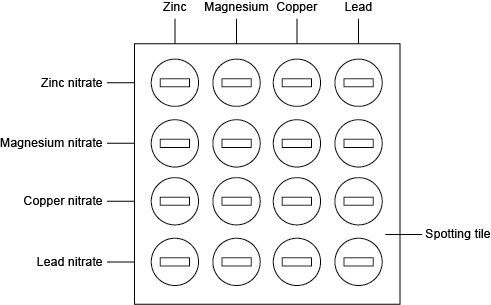 Zinc Magnesium Copper Lead
Zinc nitrate
Magnesium nitrate
Copper nitrate
Spotting tile
Lead nitrate